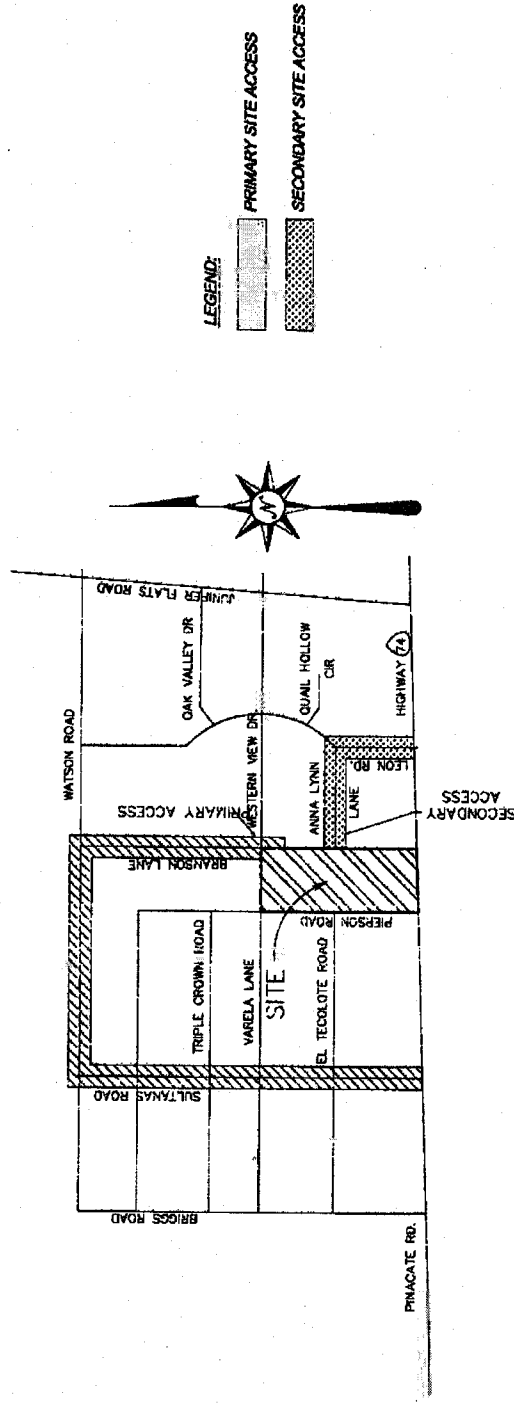 LEGEND:
PRIMARY SITE ACCESS
SECONDARY SITE ACCESS
N
WATSON ROAD
JUNIPER FLATS ROAD
OAK VALLEY DR
WESTERN VIEW DR.
QUAIL HOLLOW
CIR
PRIMARY ACCESS
BRANSON LANE
ANNA LYNN
LANE
LEON RD.
HIGHWAY 74
SECONDARY
ACCESS
TRIPLE CROWN ROAD
VARELA LANE
SITE
EL TECOLOTE ROAD
PIERSON ROAD
SULTANAS ROAD
BRIGGS ROAD
PINACATE RD.